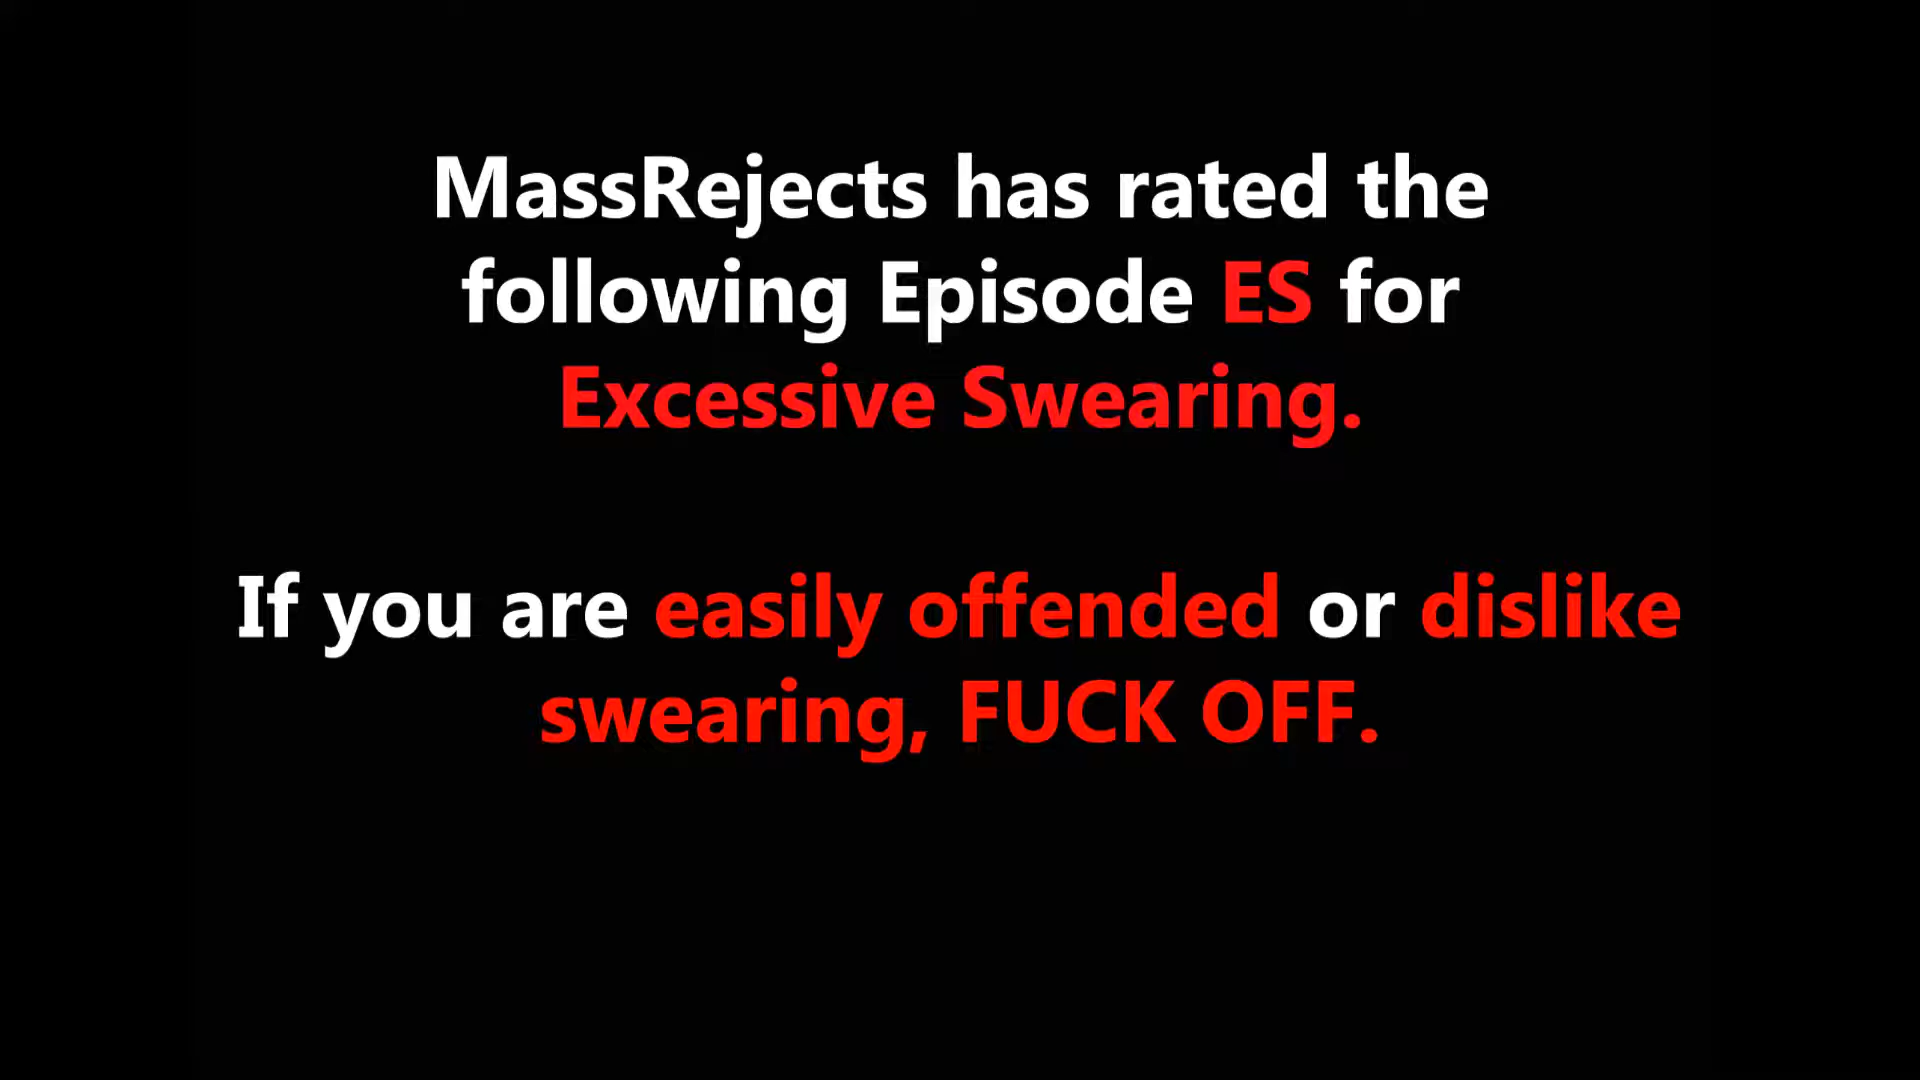 MassRejects has rated the
following Episode ES for
Excessive Swearing.
If you are easily offended or dislike
swearing, FUCK OFF.